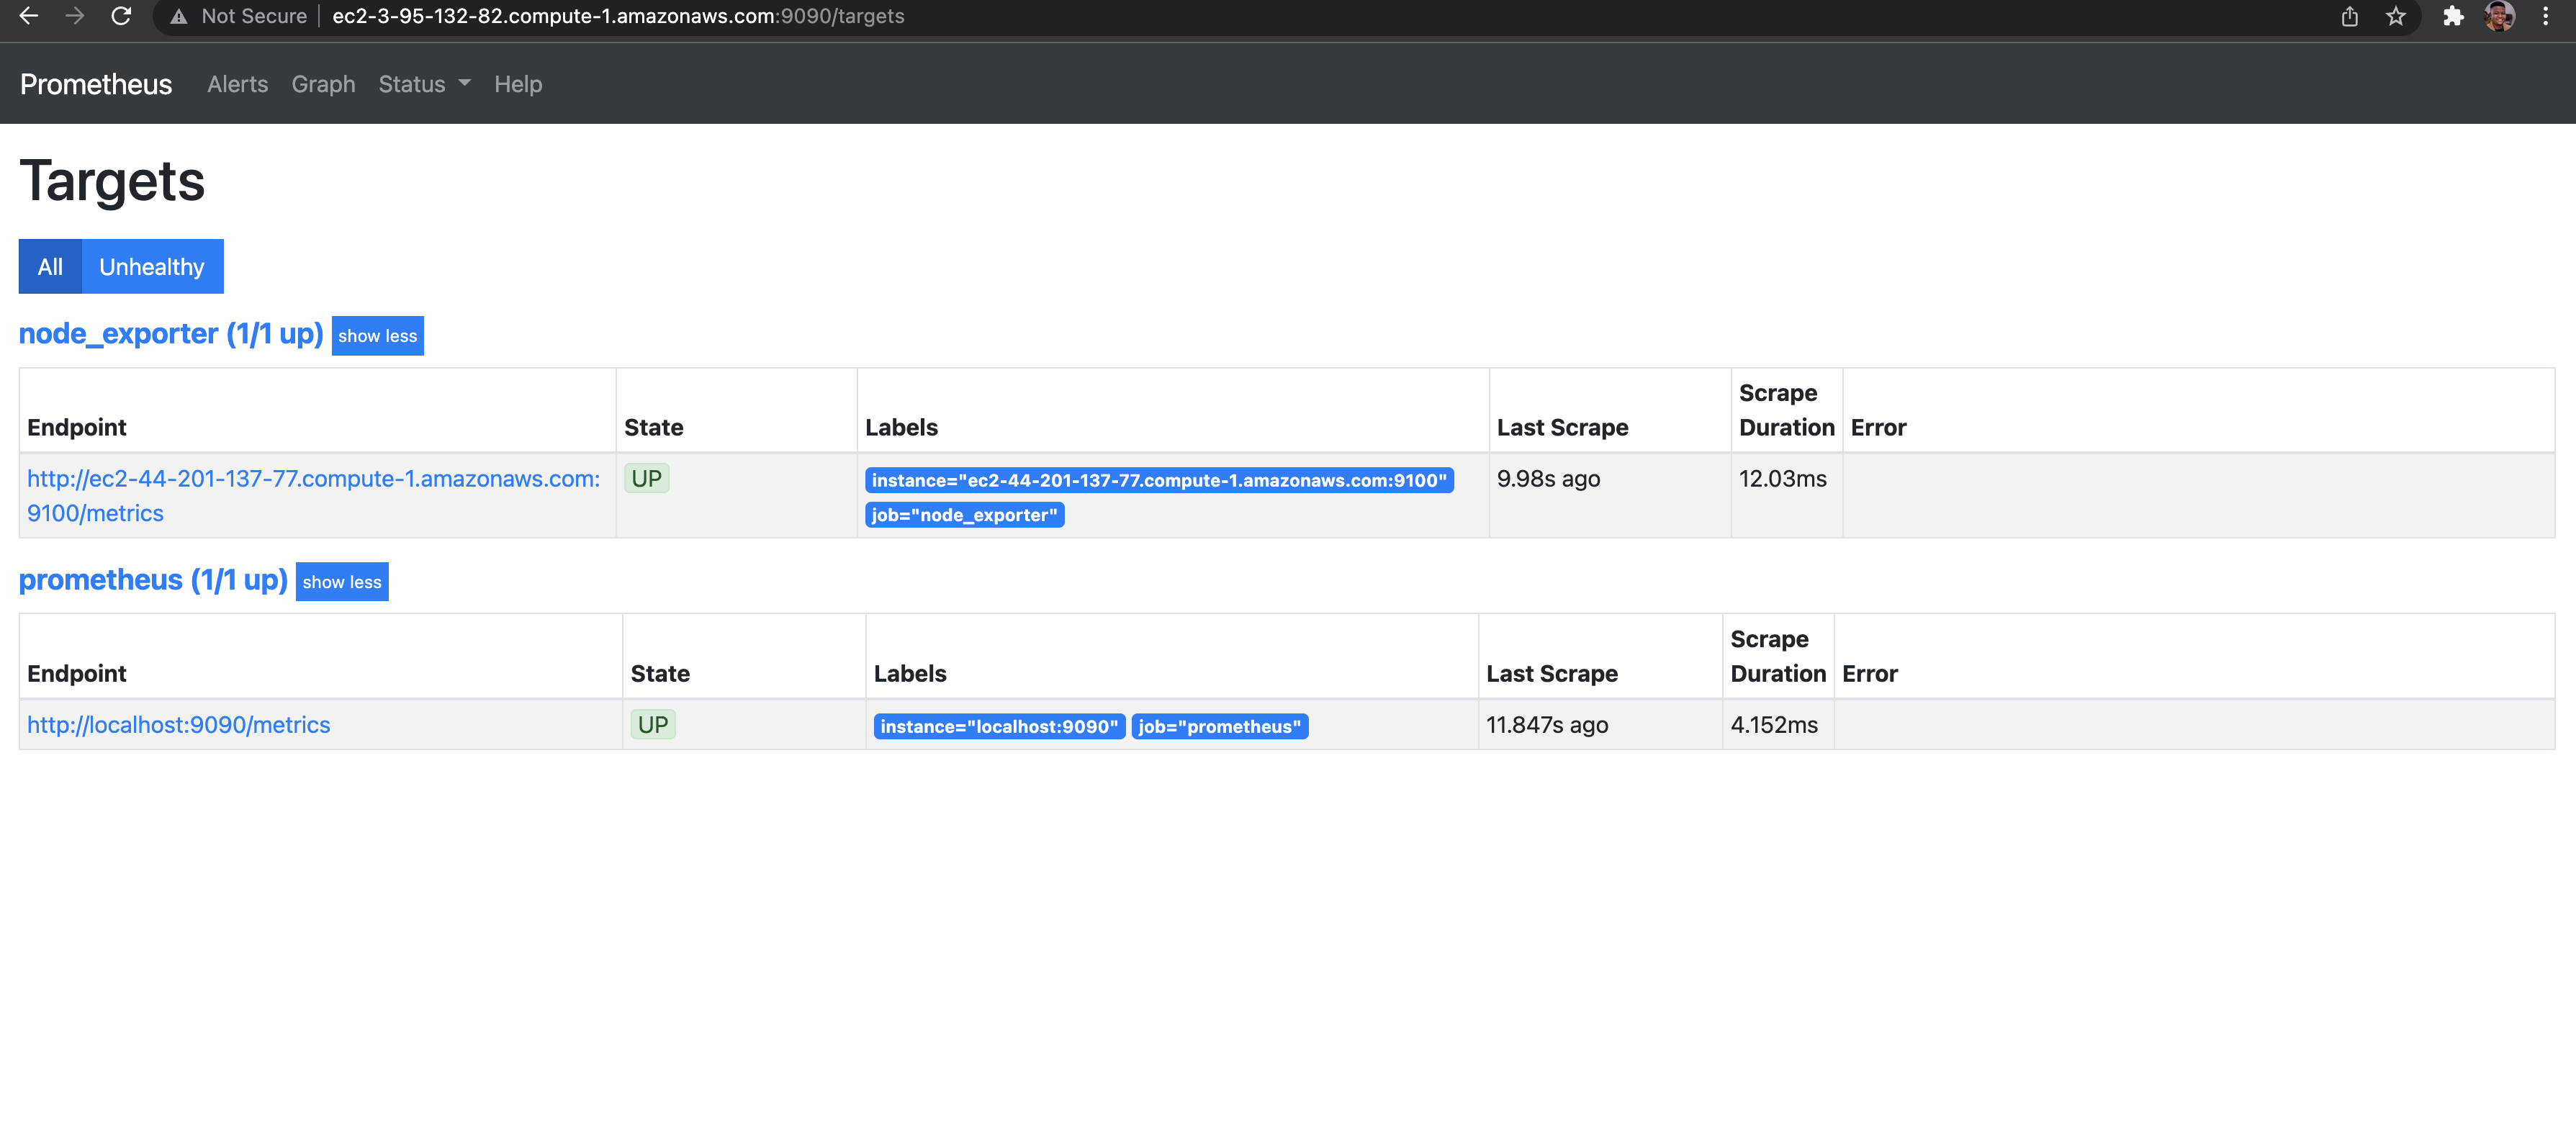 Not Secure ec2-3-95-132-82.compute-1.amazonaws.com:9090/targets
Prometheus Alerts Graph Status Help
Targets
All Unhealthy
node_exporter (1/1 up) show less
Endpoint State Labels Last Scrape Scrape Duration Error
http://ec2-44-201-137-77.compute-1.amazonaws.com:
9100/metrics
UP
instance="ec2-44-201-137-77.compute-1.amazonaws.com:9100"
job="node_exporter"
9.98s ago
12.03ms
prometheus (1/1 up) show less
Endpoint State Labels Last Scrape Scrape Duration Error
http://localhost:9090/metrics UP instance="localhost:9090" job="prometheus" 11.847s ago 4.152ms